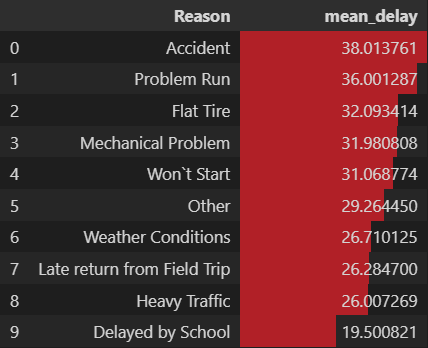 Reason mean_delay
0 Accident 38.013761
1 Problem Run 36.001287
2 Flat Tire 32.093414
3 Mechanical Problem 31.980808
4 Won`t Start 31.068774
5 Other 29.264450
6 Weather Conditions 26.710125
7 Late return from Field Trip 26.284700
8 Heavy Traffic 26.007269
9 Delayed by School 19.500821